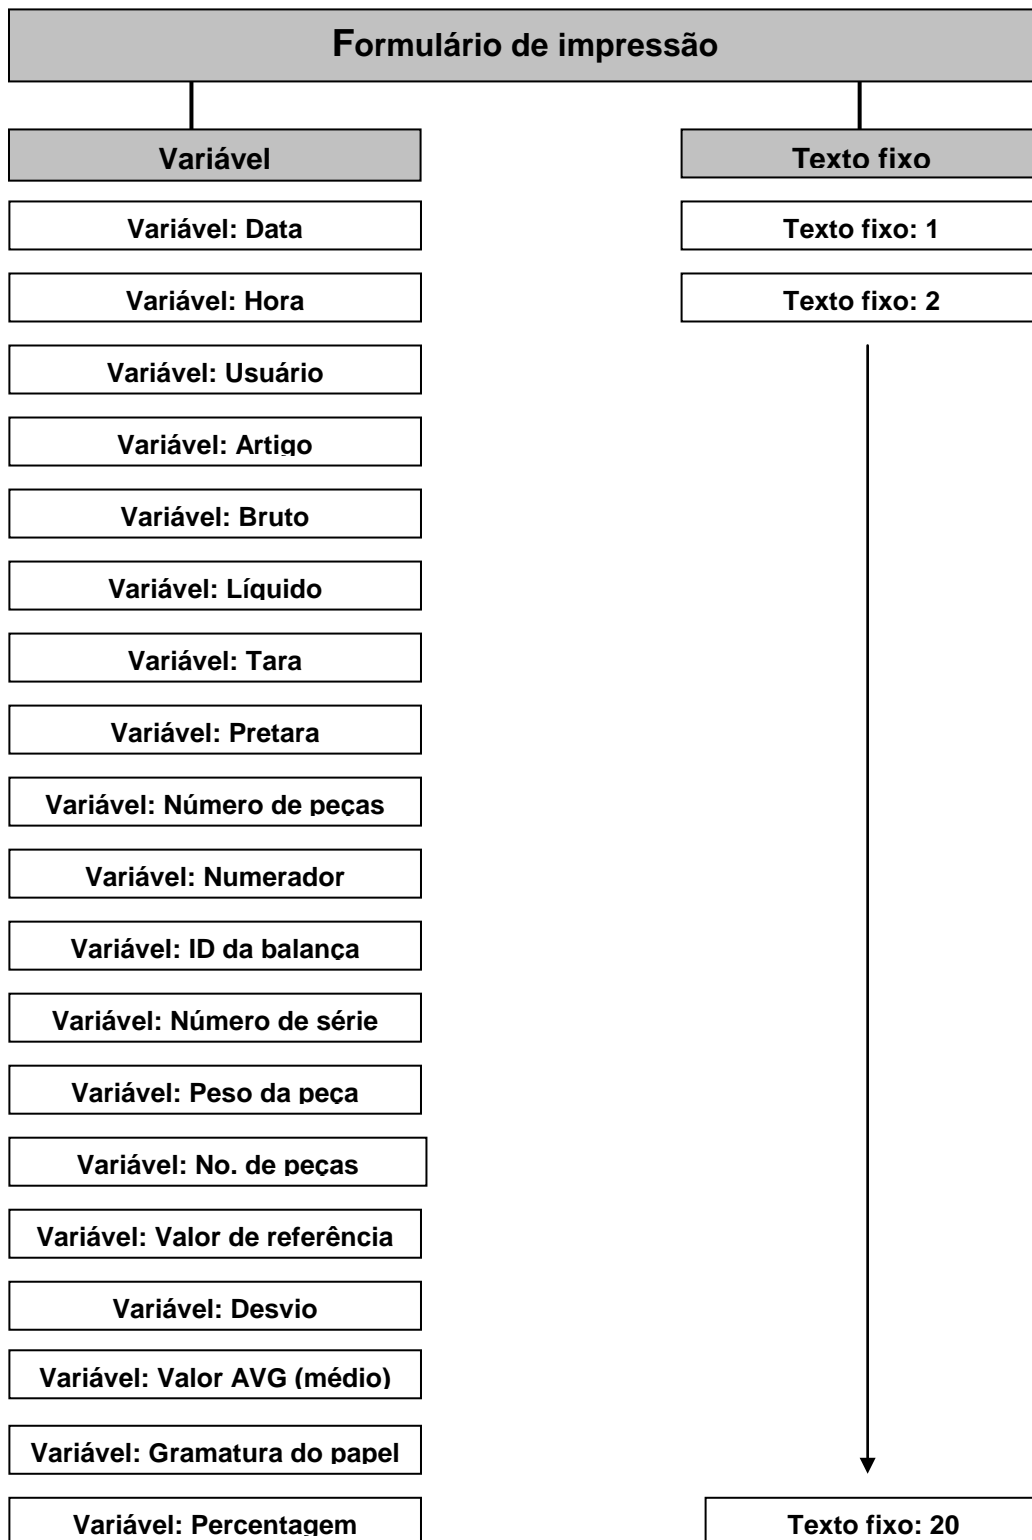 Formulário de impressão
Variável
Texto fixo
Variável: Data
Texto fixo: 1
Variável: Hora
Texto fixo: 2
Variável: Usuário
Variável: Artigo
Variável: Bruto
Variável: Líquido
Variável: Tara
Variável: Pretara
Variável: Número de peças
Variável: Numerador
Variável: ID da balança
Variável: Número de série
Variável: Peso da peça
Variável: No. de peças
Variável: Valor de referência
Variável: Desvio
Variável: Valor AVG (médio)
Variável: Gramatura do papel
Variável: Percentagem
Texto fixo: 20